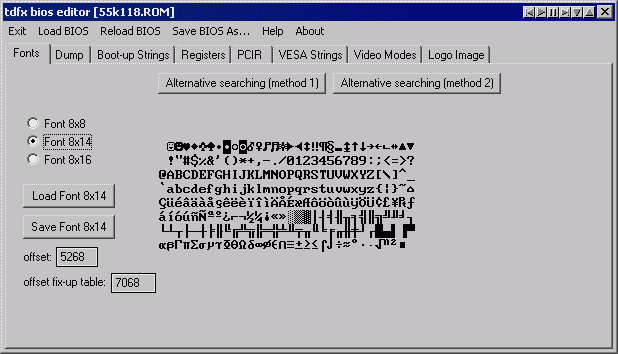 tdfx bios editor [55k118.ROM]
Exit Load BIOS Reload BIOS Save BIOS As... Help About
Fonts Dump Boot-up Strings Registers PCIR VESA Strings Video Modes Logo Image
Alternative searching (method 1) Alternative searching (method 2)
Font 8x8
Font 8x14
Font 8x16
Load Font 8x14
Save Font 8x14
offset: 5268
offset fix-up table: 7068
☺☻♥♦♣♠•◘○◙♂♀♪♫☼►◄↕‼¶§▬↨↑↓→←∟↔▲▼
!"#$%&'()*+,-./0123456789:;<=>?
@ABCDEFGHIJKLMNOPQRSTUVWXYZ[\]^_
`abcdefghijklmnopqrstuvwxyz{|}~⌂
ÇüéâäàåçêëèïîìÄÅÉæÆôöòûùÿÖÜ¢£¥₧ƒ
áíóúñѪº¿⌐¬½¼¡«»░▒▓│┤╡╢╖╕╣║╗╝╜╛┐
└┴┬├─┼╞╟╚╔╩╦╠═╬╧╨╤╥╙╘╒╓╫╪┘┌█▄▌▐▀
αßΓπΣσµτΦΘΩδ∞φε∩≡±≥≤⌠⌡÷≈°∙·√ⁿ²■